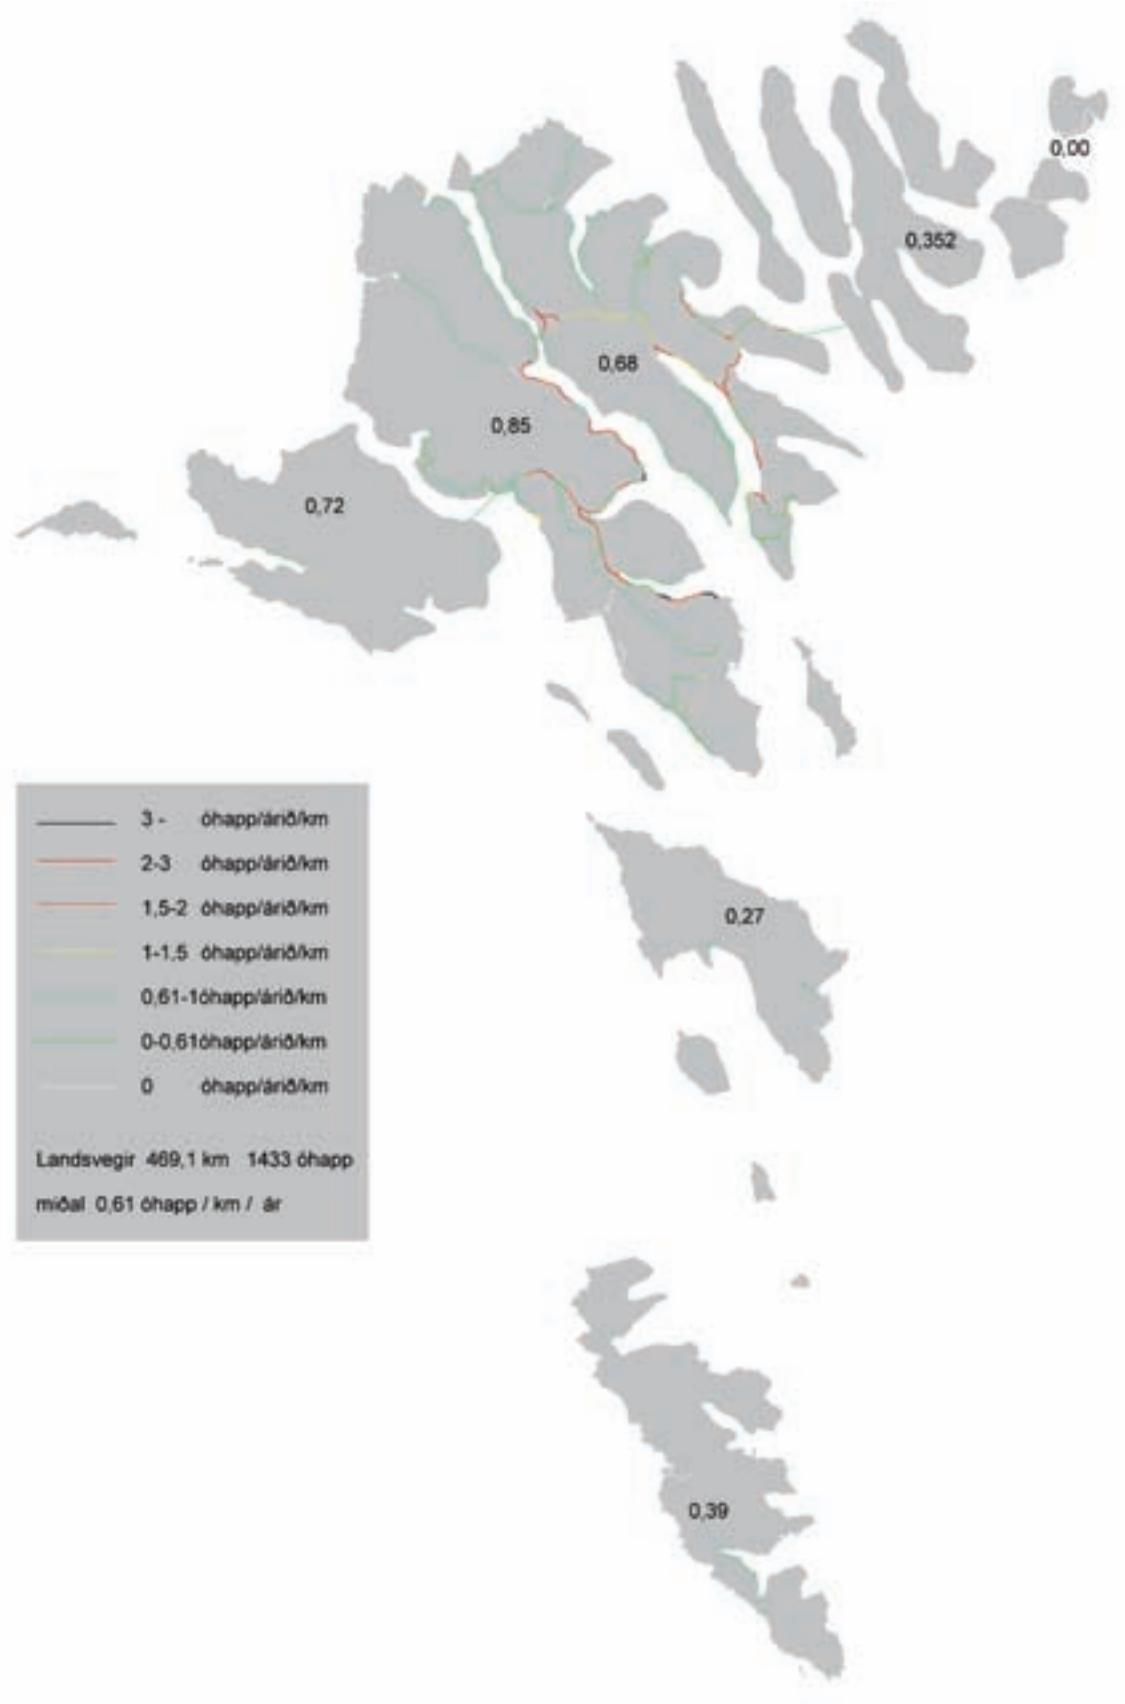 0,00
0,352
0,68
0,85
0,72
3 - óhapp/árið/km
2-3 óhapp/árið/km
1,5-2 óhapp/árið/km
1-1,5 óhapp/árið/km
0,61-1óhapp/árið/km
0-0,61óhapp/árið/km
0 óhapp/árið/km
Landsvegir 469,1 km 1433 óhapp
miðal 0,61 óhapp / km / ár
0,27
0,39